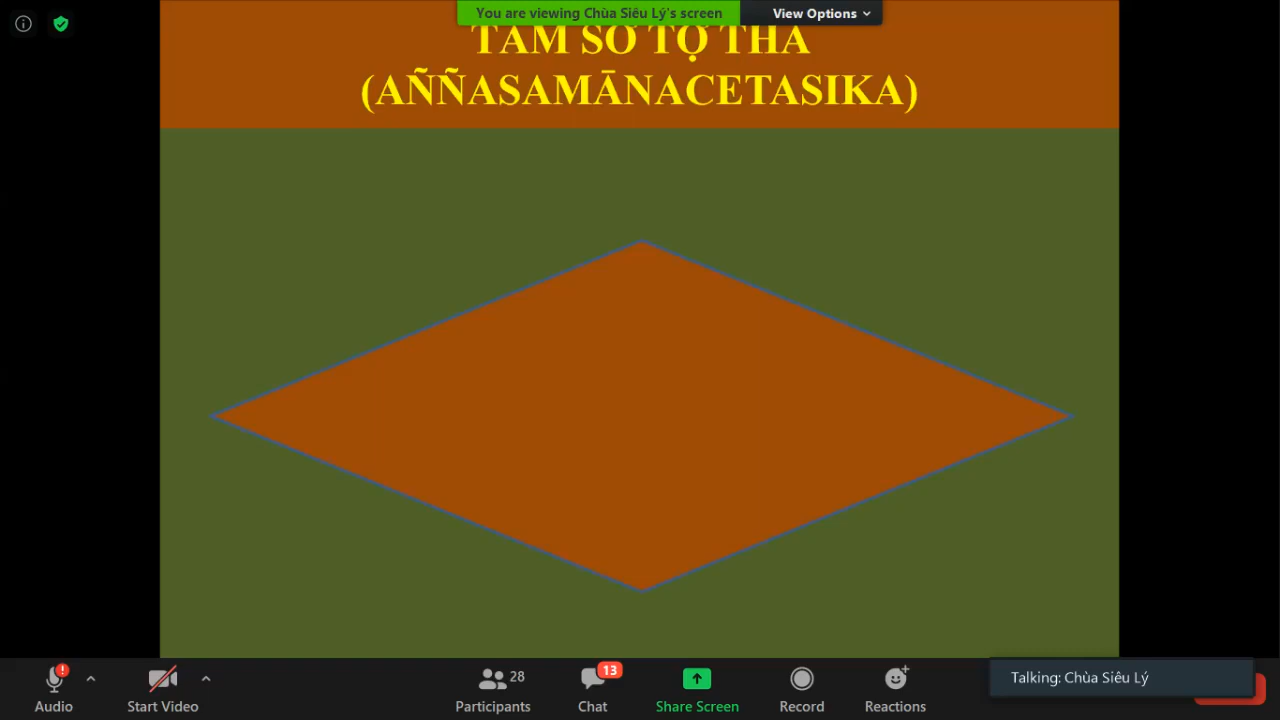 You are viewing Chùa Siêu Lý's screen
View Options
TÂM SỞ TỢ THA
(AÑÑASAMĀNACETASIKA)
Audio
Start Video
Participants
28
Chat
13
Share Screen
Record
Reactions
Talking: Chùa Siêu Lý